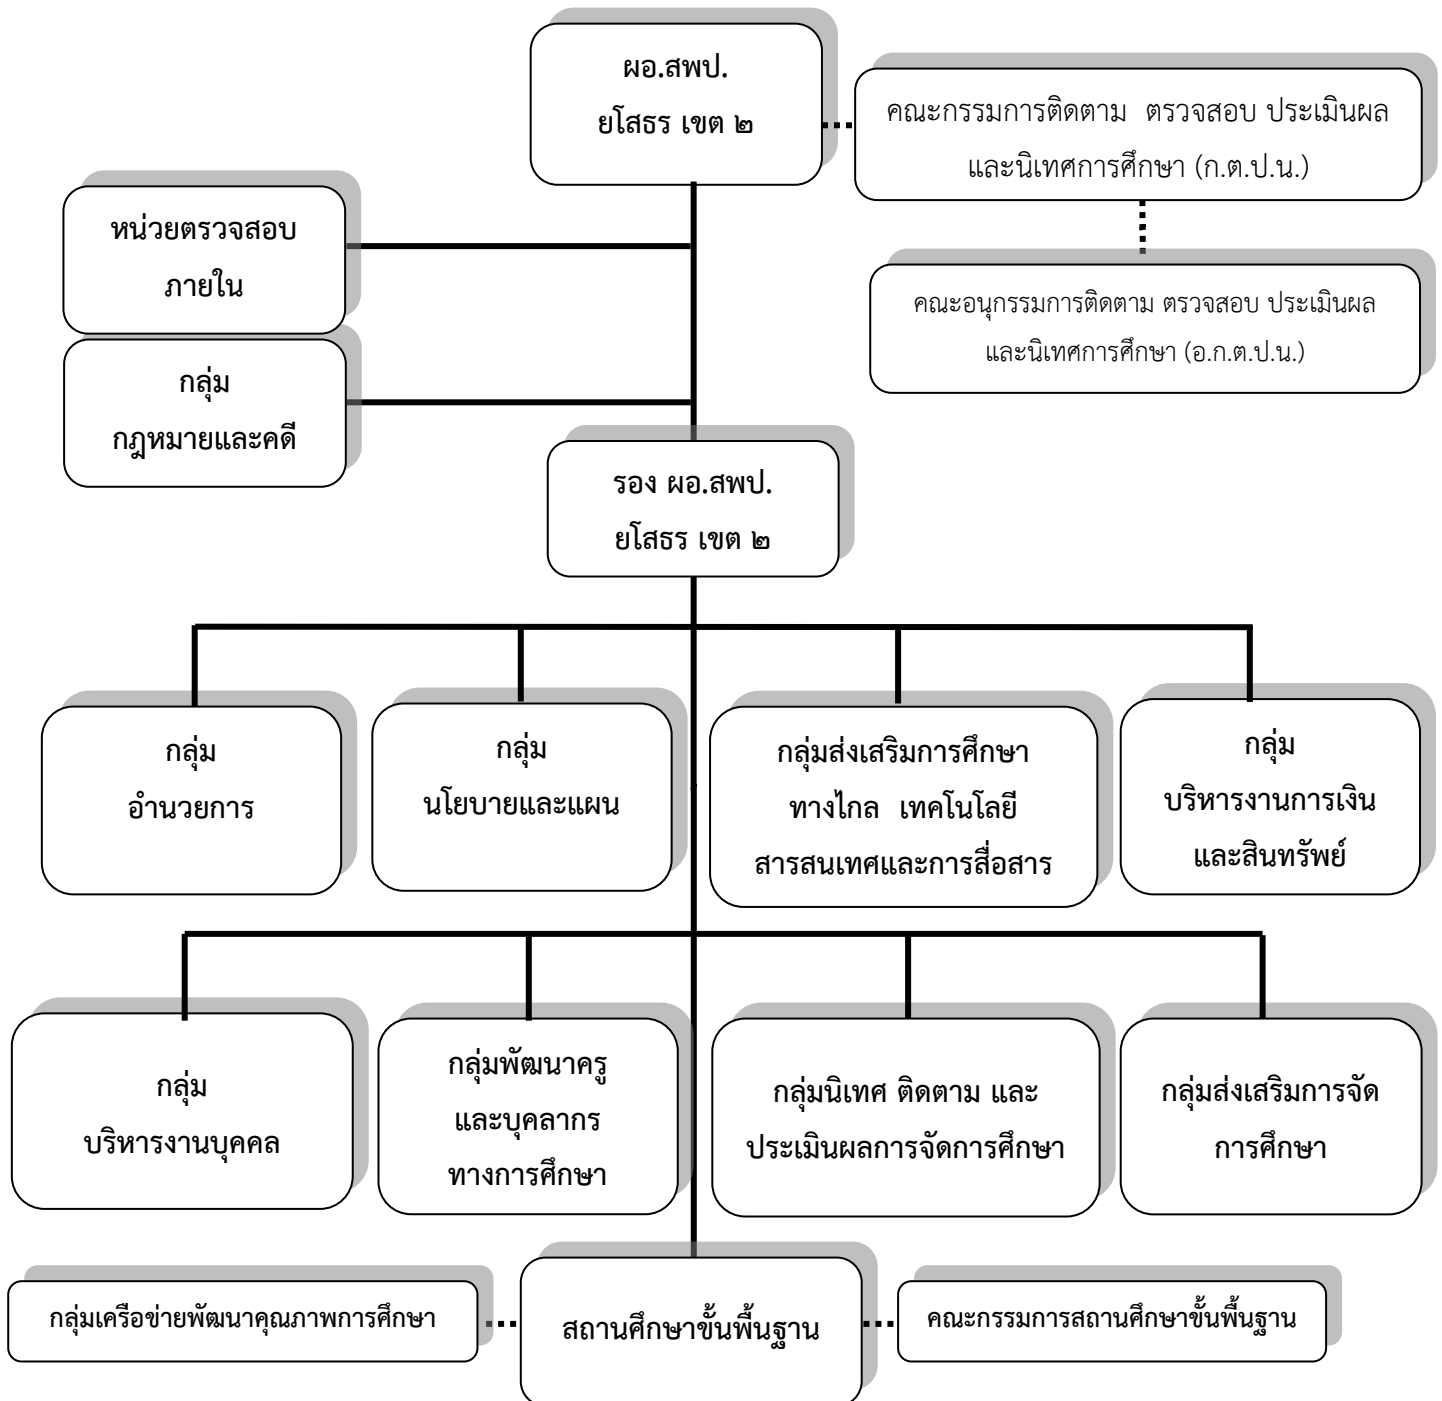 ผอ.สพป.
ยโสธร เขต ๒
คณะกรรมการติดตาม ตรวจสอบ ประเมินผล
และนิเทศการศึกษา (ก.ต.ป.น.)
หน่วยตรวจสอบ
ภายใน
คณะอนุกรรมการติดตาม ตรวจสอบ ประเมินผล
และนิเทศการศึกษา (อ.ก.ต.ป.น.)
กลุ่ม
กฎหมายและคดี
รอง ผอ.สพป.
ยโสธร เขต ๒
กลุ่ม
อำนวยการ
กลุ่ม
นโยบายและแผน
กลุ่มส่งเสริมการศึกษา
ทางไกล เทคโนโลยี
สารสนเทศและการสื่อสาร
กลุ่ม
บริหารงานการเงิน
และสินทรัพย์
กลุ่ม
บริหารงานบุคคล
กลุ่มพัฒนาครู
และบุคลากร
ทางการศึกษา
กลุ่มนิเทศ ติดตาม และ
ประเมินผลการจัดการศึกษา
กลุ่มส่งเสริมการจัด
การศึกษา
กลุ่มเครือข่ายพัฒนาคุณภาพการศึกษา
สถานศึกษาขั้นพื้นฐาน
คณะกรรมการสถานศึกษาขั้นพื้นฐาน